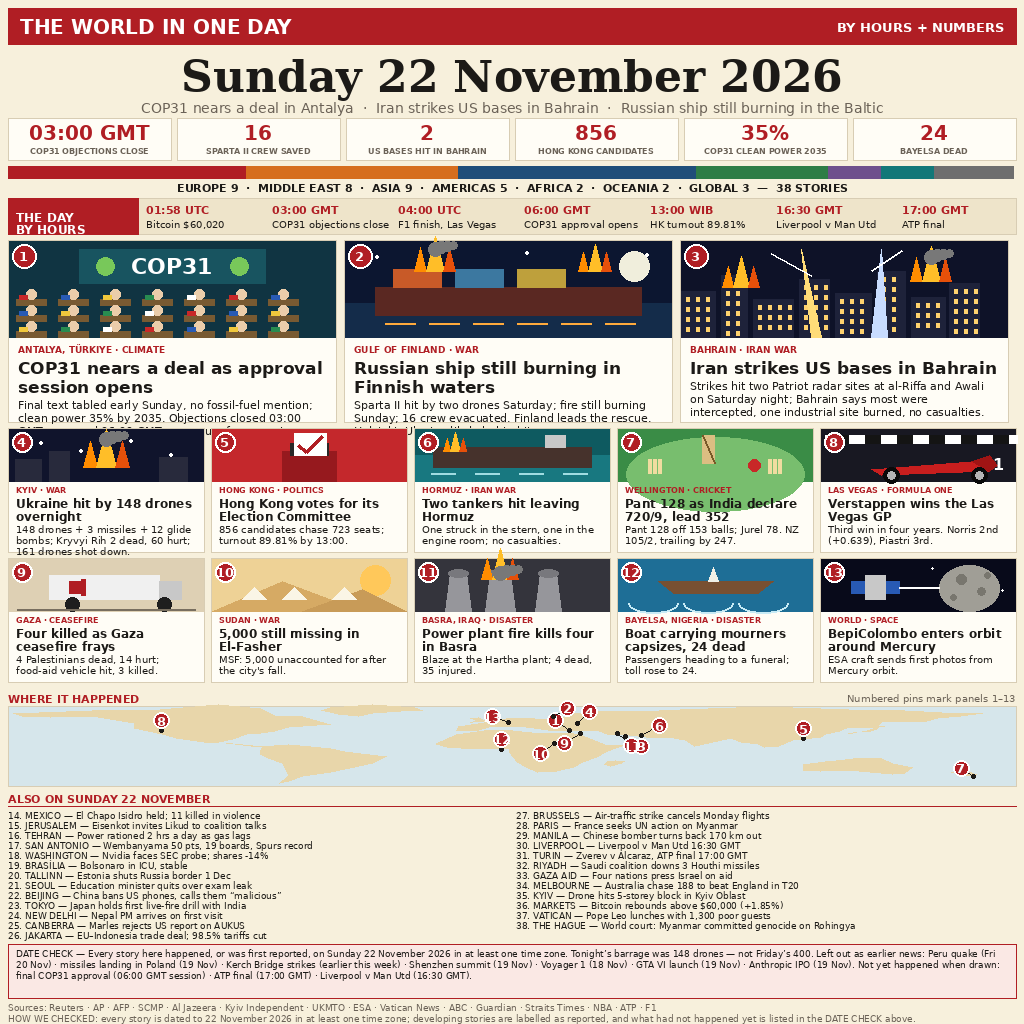 THE WORLD IN ONE DAY
BY HOURS + NUMBERS
Sunday 22 November 2026
COP31 nears a deal in Antalya · Iran strikes US bases in Bahrain · Russian ship still burning in the Baltic
03:00 GMT
COP31 OBJECTIONS CLOSE
16
SPARTA II CREW SAVED
2
US BASES HIT IN BAHRAIN
856
HONG KONG CANDIDATES
35%
COP31 CLEAN POWER 2035
24
BAYELSA DEAD
EUROPE 9 · MIDDLE EAST 8 · ASIA 9 · AMERICAS 5 · AFRICA 2 · OCEANIA 2 · GLOBAL 3 — 38 STORIES
THE DAY
BY HOURS
01:58 UTC
Bitcoin $60,020
03:00 GMT
COP31 objections close
04:00 UTC
F1 finish, Las Vegas
06:00 GMT
COP31 approval opens
13:00 WIB
HK turnout 89.81%
16:30 GMT
Liverpool v Man Utd
17:00 GMT
ATP final
1
COP31
ANTALYA, TÜRKIYE · CLIMATE
COP31 nears a deal as approval
session opens
Final text tabled early Sunday, no fossil-fuel mention;
clean power 35% by 2035. Objections closed 03:00
2
GULF OF FINLAND · WAR
Russian ship still burning in
Finnish waters
Sparta II hit by two drones Saturday; fire still burning
Sunday; 16 crew evacuated. Finland leads the rescue.
3
BAHRAIN · IRAN WAR
Iran strikes US bases in Bahrain
Strikes hit two Patriot radar sites at al-Riffa and Awali
on Saturday night; Bahrain says most were
intercepted, one industrial site burned, no casualties.
4
KYIV · WAR
Ukraine hit by 148 drones
overnight
148 drones + 3 missiles + 12 glide
bombs; Kryvyi Rih 2 dead, 60 hurt;
161 drones shot down.
5
HONG KONG · POLITICS
Hong Kong votes for its
Election Committee
856 candidates chase 723 seats;
turnout 89.81% by 13:00.
6
HORMUZ · IRAN WAR
Two tankers hit leaving
Hormuz
One struck in the stern, one in the
engine room; no casualties.
7
WELLINGTON · CRICKET
Pant 128 as India declare
720/9, lead 352
Pant 128 off 153 balls; Jurel 78. NZ
105/2, trailing by 247.
8
1
LAS VEGAS · FORMULA ONE
Verstappen wins the Las
Vegas GP
Third win in four years. Norris 2nd
(+0.639), Piastri 3rd.
9
GAZA · CEASEFIRE
Four killed as Gaza
ceasefire frays
4 Palestinians dead, 14 hurt;
food-aid vehicle hit, 3 killed.
10
SUDAN · WAR
5,000 still missing in
El-Fasher
MSF: 5,000 unaccounted for after
the city's fall.
11
BASRA, IRAQ · DISASTER
Power plant fire kills four
in Basra
Blaze at the Hartha plant; 4 dead,
35 injured.
12
BAYELSA, NIGERIA · DISASTER
Boat carrying mourners
capsizes, 24 dead
Passengers heading to a funeral;
toll rose to 24.
13
WORLD · SPACE
BepiColombo enters orbit
around Mercury
ESA craft sends first photos from
Mercury orbit.
WHERE IT HAPPENED
Numbered pins mark panels 1–13
8
13
2
1
4
12
10
9
6
11
3
5
7
ALSO ON SUNDAY 22 NOVEMBER
14. MEXICO — El Chapo Isidro held; 11 killed in violence
15. JERUSALEM — Eisenkot invites Likud to coalition talks
16. TEHRAN — Power rationed 2 hrs a day as gas lags
17. SAN ANTONIO — Wembanyama 50 pts, 19 boards, Spurs record
18. WASHINGTON — Nvidia faces SEC probe; shares -14%
19. BRASÍLIA — Bolsonaro in ICU, stable
20. TALLINN — Estonia shuts Russia border 1 Dec
21. SEOUL — Education minister quits over exam leak
22. BEIJING — China bans US phones, calls them “malicious”
23. TOKYO — Japan holds first live-fire drill with India
24. NEW DELHI — Nepal PM arrives on first visit
25. CANBERRA — Marles rejects US report on AUKUS
26. JAKARTA — EU–Indonesia trade deal; 98.5% tariffs cut
27. BRUSSELS — Air-traffic strike cancels Monday flights
28. PARIS — France seeks UN action on Myanmar
29. MANILA — Chinese bomber turns back 170 km out
30. LIVERPOOL — Liverpool v Man Utd 16:30 GMT
31. TURIN — Zverev v Alcaraz, ATP final 17:00 GMT
32. RIYADH — Saudi coalition downs 3 Houthi missiles
33. GAZA AID — Four nations press Israel on aid
34. MELBOURNE — Australia chase 188 to beat England in T20
35. KYIV — Drone hits 5-storey block in Kyiv Oblast
36. MARKETS — Bitcoin rebounds above $60,000 (+1.85%)
37. VATICAN — Pope Leo lunches with 1,300 poor guests
38. THE HAGUE — World court: Myanmar committed genocide on Rohingya
DATE CHECK — Every story here happened, or was first reported, on Sunday 22 November 2026 in at least one time zone. Tonight’s barrage was 148 drones — not Friday’s 400. Left out as earlier news: Peru quake (Fri
20 Nov) · missiles landing in Poland (19 Nov) · Kerch Bridge strikes (earlier this week) · Shenzhen summit (19 Nov) · Voyager 1 (18 Nov) · GTA VI launch (19 Nov) · Anthropic IPO (19 Nov). Not yet happened when drawn:
final COP31 approval (06:00 GMT session) · ATP final (17:00 GMT) · Liverpool v Man Utd (16:30 GMT).
Sources: Reuters · AP · AFP · SCMP · Al Jazeera · Kyiv Independent · UKMTO · ESA · Vatican News · ABC · Guardian · Straits Times · NBA · ATP · F1
HOW WE CHECKED: every story is dated to 22 November 2026 in at least one time zone; developing stories are labelled as reported, and what had not happened yet is listed in the DATE CHECK above.